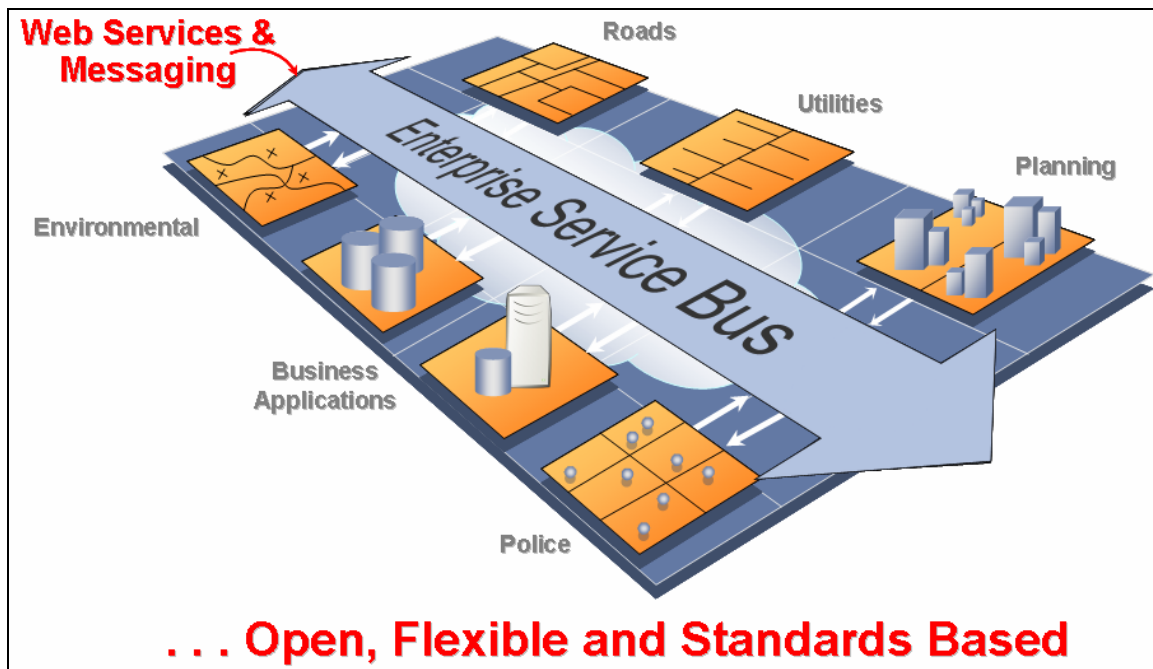 Web Services &
Messaging
Roads
Utilities
Planning
Enterprise Service Bus
Environmental
Business
Applications
Police
. . . Open, Flexible and Standards Based